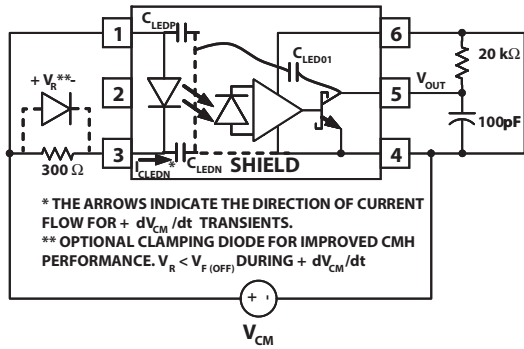 1
C LEDP
6
20 kΩ
C LED01
+ V R **-
2
5
V OUT
100pF
3
4
300 Ω
I CLEDN *
C LEDN
SHIELD
* THE ARROWS INDICATE THE DIRECTION OF CURRENT
FLOW FOR + dV CM /dt TRANSIENTS.
** OPTIONAL CLAMPING DIODE FOR IMPROVED CMH
PERFORMANCE. V R < V F (OFF) DURING + dV CM /dt
+ -
V CM